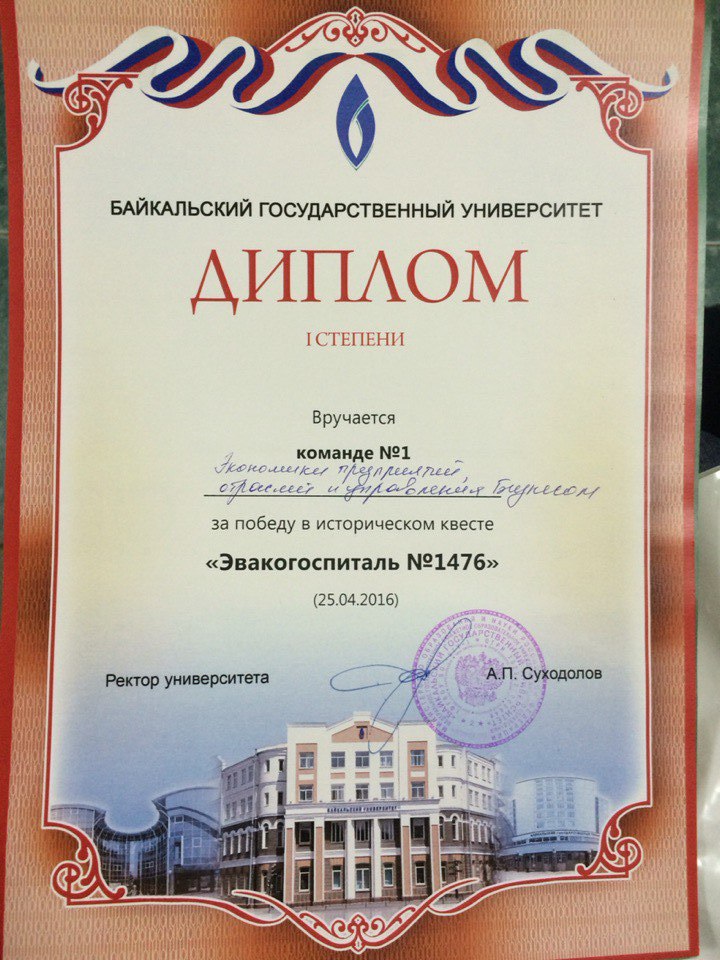 БАЙКАЛЬСКИЙ ГОСУДАРСТВЕННЫЙ УНИВЕРСИТЕТ
ДИПЛОМ
I СТЕПЕНИ
Вручается
команде №1
Экономики предприятий
отраслей и управления бизнесом
за победу в историческом квесте
«Эвакогоспиталь №1476»
(25.04.2016)
Ректор университета
А.П. Суходолов
БАЙКАЛЬСКИЙ УНИВЕРСИТЕТ